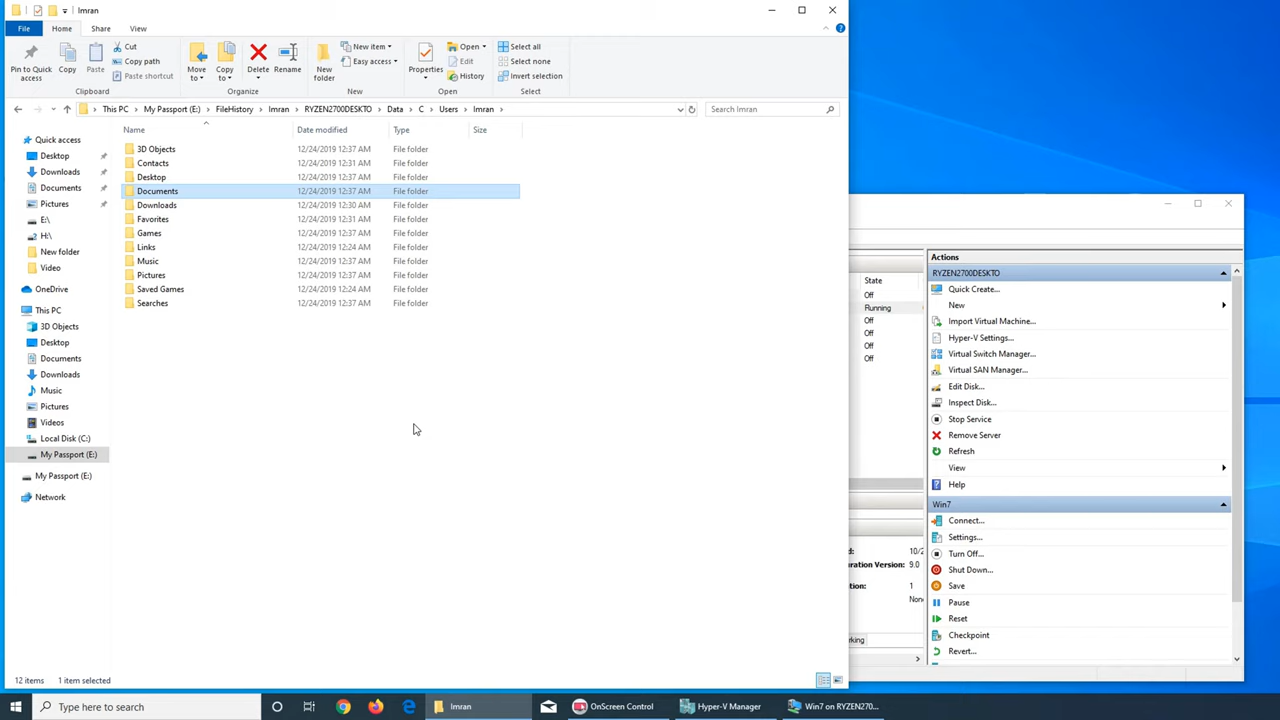 Imran
File Home Share View
Pin to Quick access
Copy
Paste
Cut
Copy path
Paste shortcut
Clipboard
Move to
Copy to
Delete
Rename
Organize
New folder
New item
Easy access
New
Properties
Open
Edit
History
Open
Select all
Select none
Invert selection
Select
This PC › My Passport (E:) › FileHistory › Imran › RYZEN2700DESKTO › Data › C › Users › Imran ›
Search Imran
Quick access
Desktop
Downloads
Documents
Pictures
E:\
H:\
New folder
Video
OneDrive
This PC
3D Objects
Desktop
Documents
Downloads
Music
Pictures
Videos
Local Disk (C:)
My Passport (E:)
My Passport (E:)
Network
Name Date modified Type Size
3D Objects 12/24/2019 12:37 AM File folder
Contacts 12/24/2019 12:31 AM File folder
Desktop 12/24/2019 12:37 AM File folder
Documents 12/24/2019 12:37 AM File folder
Downloads 12/24/2019 12:30 AM File folder
Favorites 12/24/2019 12:31 AM File folder
Games 12/24/2019 12:37 AM File folder
Links 12/24/2019 12:24 AM File folder
Music 12/24/2019 12:37 AM File folder
Pictures 12/24/2019 12:37 AM File folder
Saved Games 12/24/2019 12:24 AM File folder
Searches 12/24/2019 12:37 AM File folder
12 items 1 item selected
State
Off
Running
Off
Off
Off
Off
10/2
uration Version: 9.0
1
None
Actions
RYZEN2700DESKTO
Quick Create...
New
Import Virtual Machine...
Hyper-V Settings...
Virtual Switch Manager...
Virtual SAN Manager...
Edit Disk...
Inspect Disk...
Stop Service
Remove Server
Refresh
View
Help
Win7
Connect...
Settings...
Turn Off...
Shut Down...
Save
Pause
Reset
Checkpoint
Revert...
Type here to search
Imran
OnScreen Control
Hyper-V Manager
Win7 on RYZEN270...